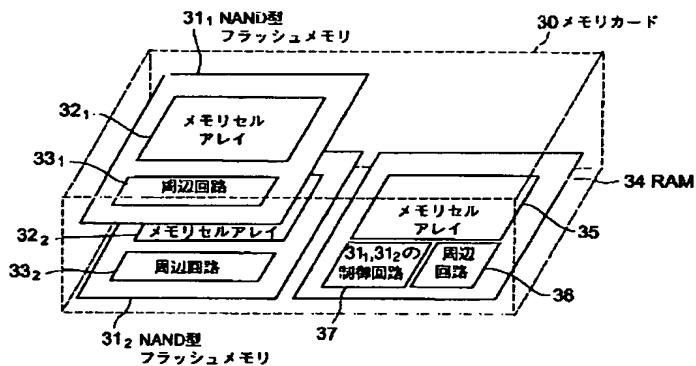 31₁ NAND型
フラッシュメモリ
30 メモリカード
32₁
メモリセル
アレイ
33₁
周辺回路
34 RAM
メモリセル
アレイ
35
32₂
メモリセルアレイ
31₁,31₂の
制御回路
周辺
回路
33₂
周辺回路
36
37
31₂ NAND型
フラッシュメモリ